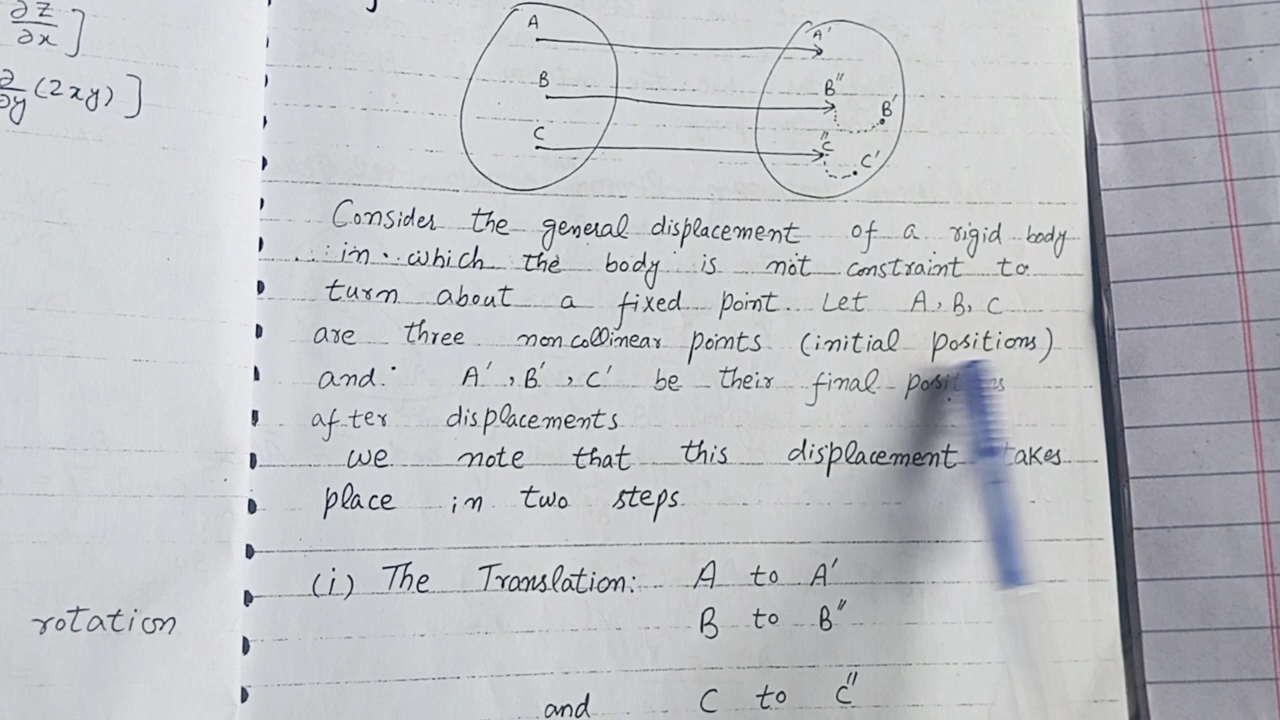 ∂z/∂x ]
∂/∂y (2xy) ]
rotation
A A'
B B'' B'
C C'' C'
Consider the general displacement of a rigid body
in which the body is not constraint to
turn about a fixed point. Let A, B, C
are three non collinear points (initial positions)
and A', B', C' be their final
after displacements
we note that this displacement takes
place in two steps
(i) The Translation: A to A'
B to B''
and C to C''